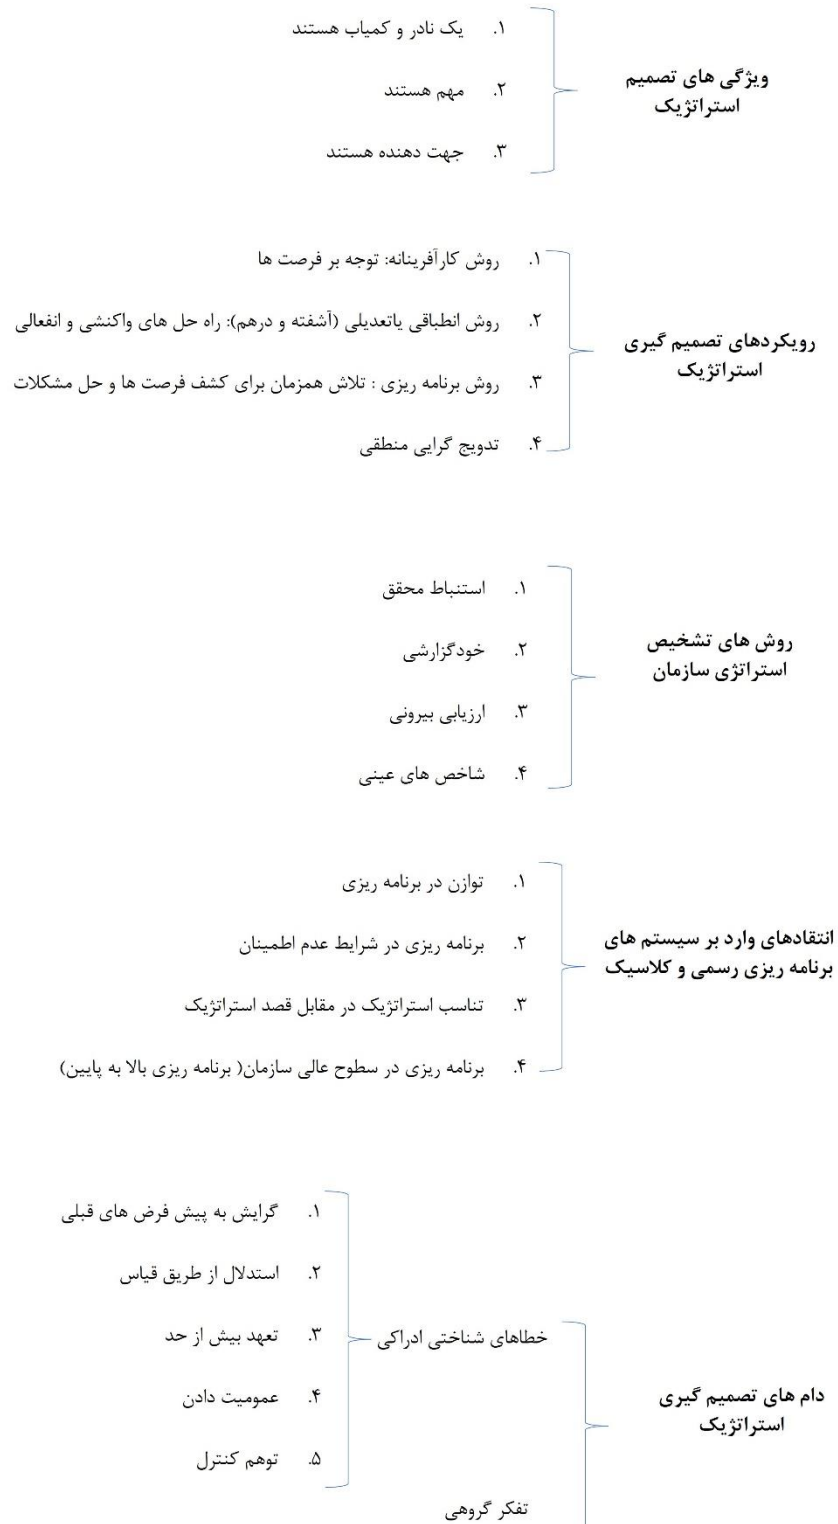 ویژگی های تصمیم
استراتژیک
۱. یک نادر و کمیاب هستند
۲. مهم هستند
۳. جهت دهنده هستند
رویکردهای تصمیم گیری
استراتژیک
۱. روش کارآفرینانه: توجه بر فرصت ها
۲. روش انطباقی یاتعدیلی (آشفته و درهم): راه حل های واکنشی و انفعالی
۳. روش برنامه ریزی : تلاش همزمان برای کشف فرصت ها و حل مشکلات
۴. تدویج گرایی منطقی
روش های تشخیص
استراتژی سازمان
۱. استنباط محقق
۲. خودگزارشی
۳. ارزیابی بیرونی
۴. شاخص های عینی
انتقادهای وارد بر سیستم های
برنامه ریزی رسمی و کلاسیک
۱. توازن در برنامه ریزی
۲. برنامه ریزی در شرایط عدم اطمینان
۳. تناسب استراتژیک در مقابل قصد استراتژیک
۴. برنامه ریزی در سطوح عالی سازمان( برنامه ریزی بالا به پایین)
دام های تصمیم گیری
استراتژیک
خطاهای شناختی ادراکی
۱. گرایش به پیش فرض های قبلی
۲. استدلال از طریق قیاس
۳. تعهد بیش از حد
۴. عمومیت دادن
۵. توهم کنترل
تفکر گروهی